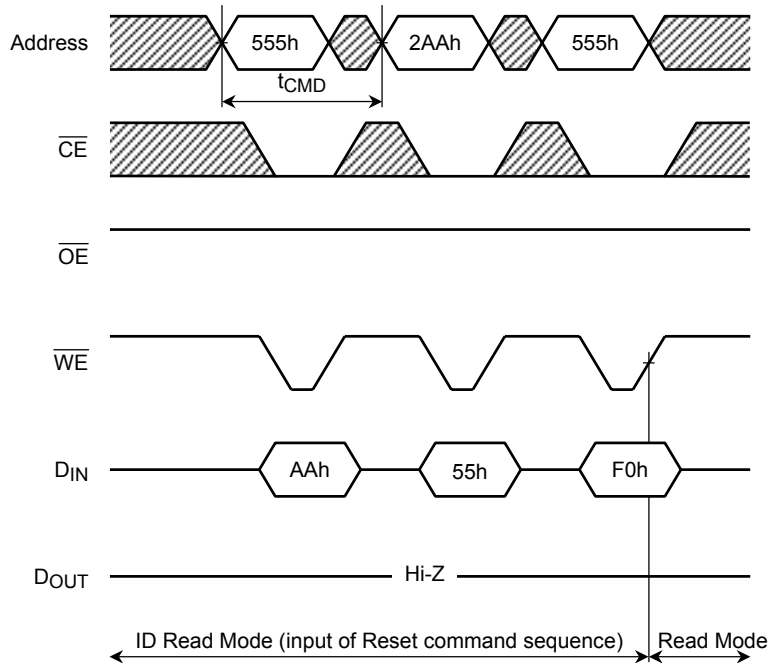 Address 555h 2AAh 555h
tCMD
CE
OE
WE
DIN AAh 55h F0h
DOUT Hi-Z
ID Read Mode (input of Reset command sequence) Read Mode